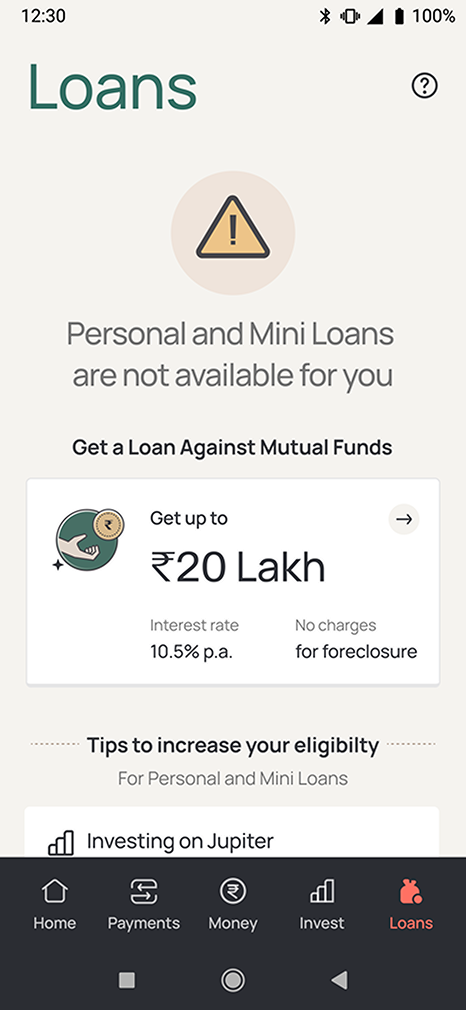 12:30
100%
Loans
Personal and Mini Loans
are not available for you
Get a Loan Against Mutual Funds
Get up to
₹20 Lakh
Interest rate
No charges
10.5% p.a.
for foreclosure
Tips to increase your eligibilty
For Personal and Mini Loans
Investing on Jupiter
Home
Payments
Money
Invest
Loans